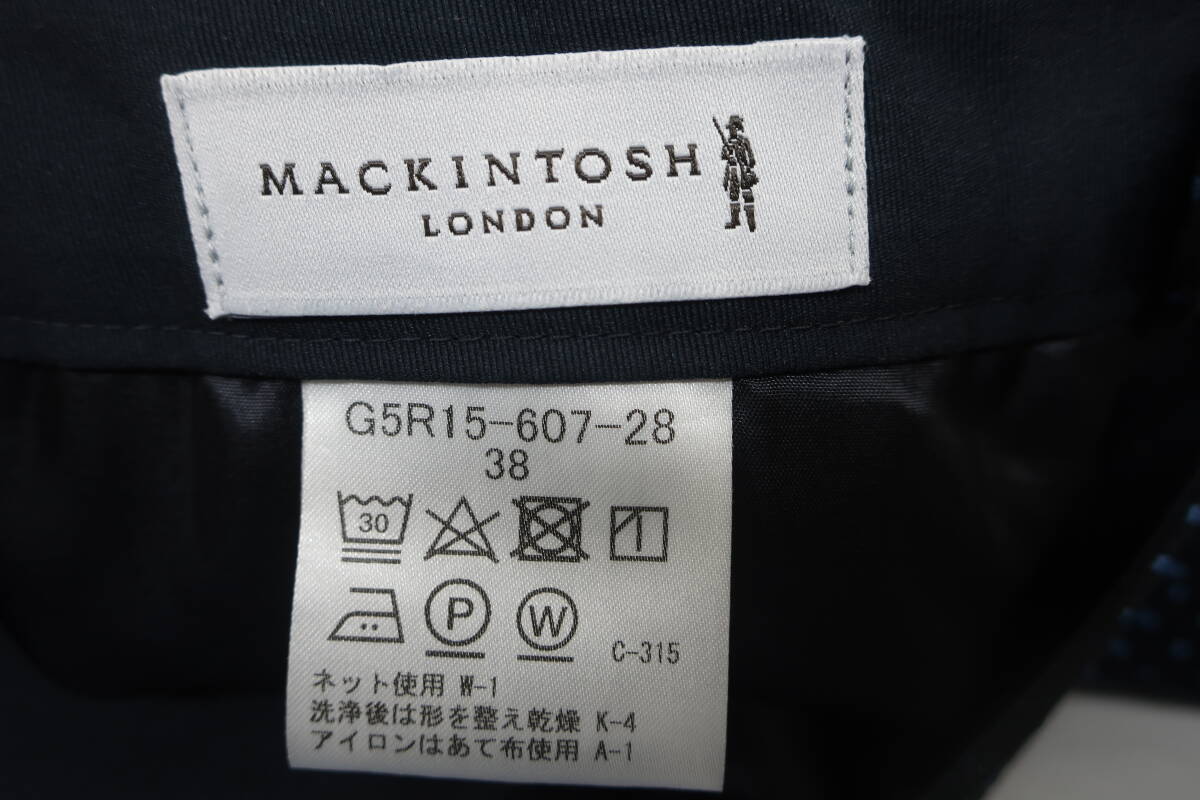 MACKINTOSH
LONDON
G5R15-607-28
38
30
P W C-315
ネット使用 W-1
洗浄後は形を整え乾燥 K-4
アイロンはあて布使用 A-1